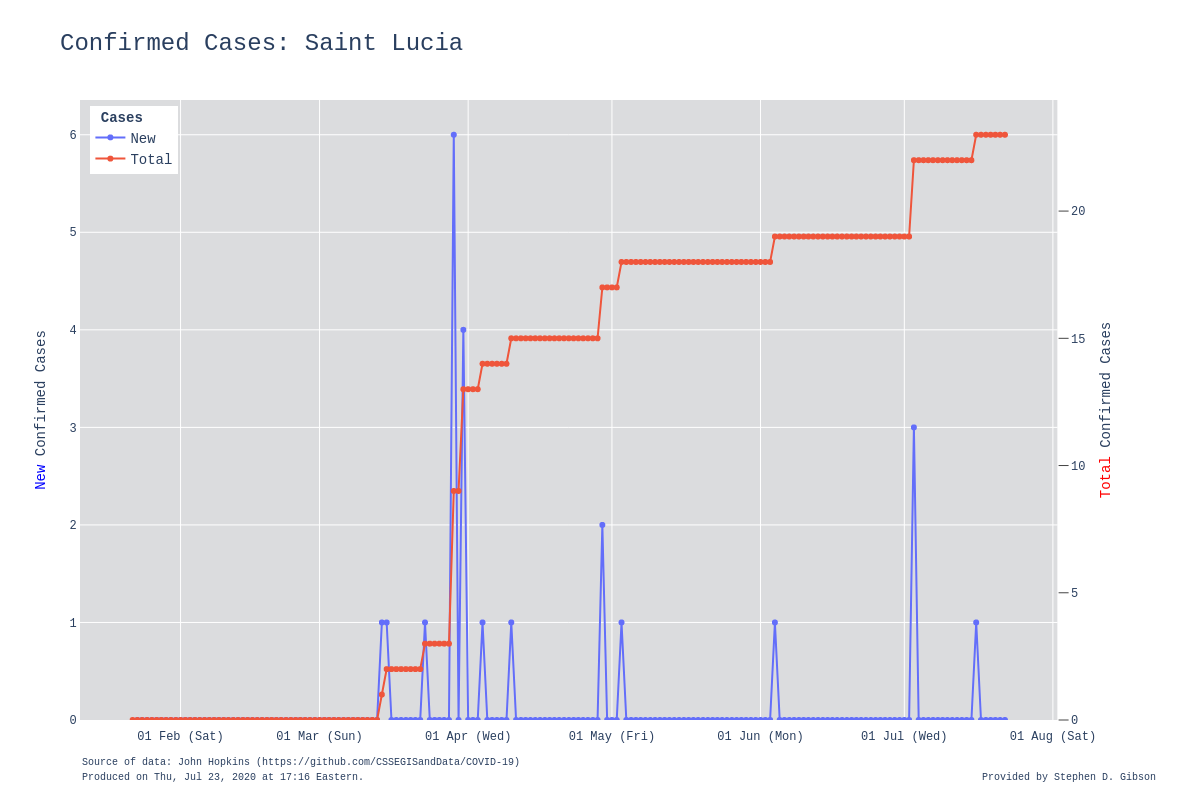 Confirmed Cases: Saint Lucia
Cases
New
Total
6
5
4
3
2
1
0
New Confirmed Cases
20
15
10
5
0
Total Confirmed Cases
01 Feb (Sat)
01 Mar (Sun)
01 Apr (Wed)
01 May (Fri)
01 Jun (Mon)
01 Jul (Wed)
01 Aug (Sat)
Source of data: John Hopkins (https://github.com/CSSEGISandData/COVID-19)
Produced on Thu, Jul 23, 2020 at 17:16 Eastern.
Provided by Stephen D. Gibson